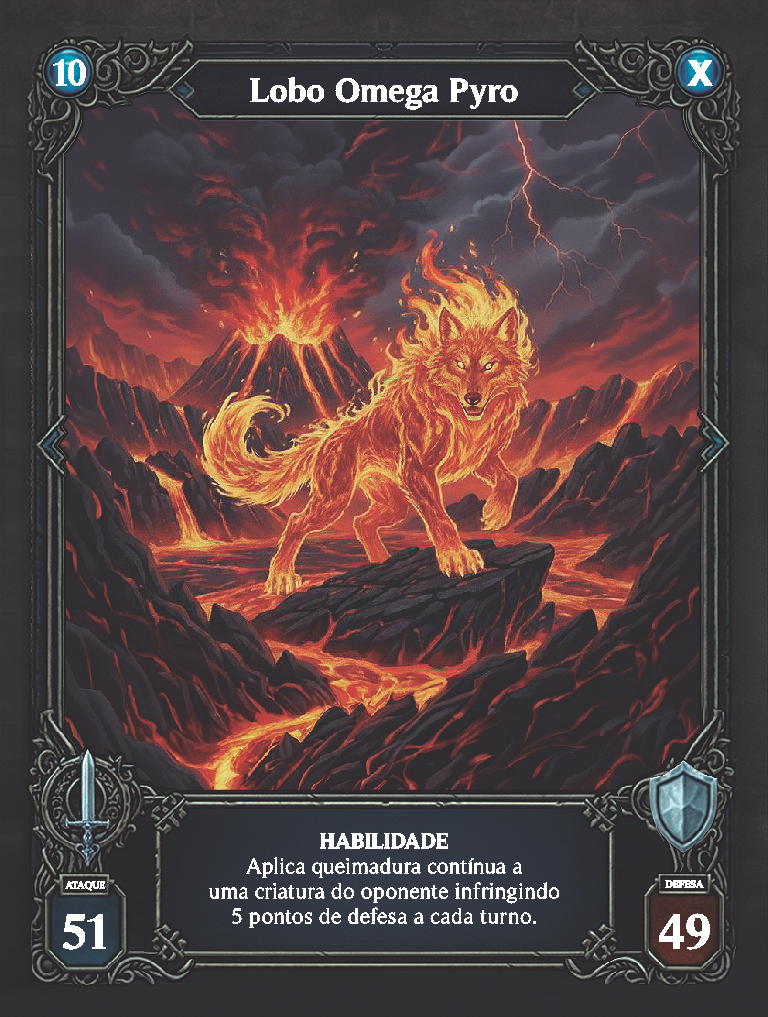 10
Lobo Omega Pyro
X
HABILIDADE
Aplica queimadura contínua a
uma criatura do oponente infringindo
5 pontos de defesa a cada turno.
ATAQUE
51
DEFESA
49